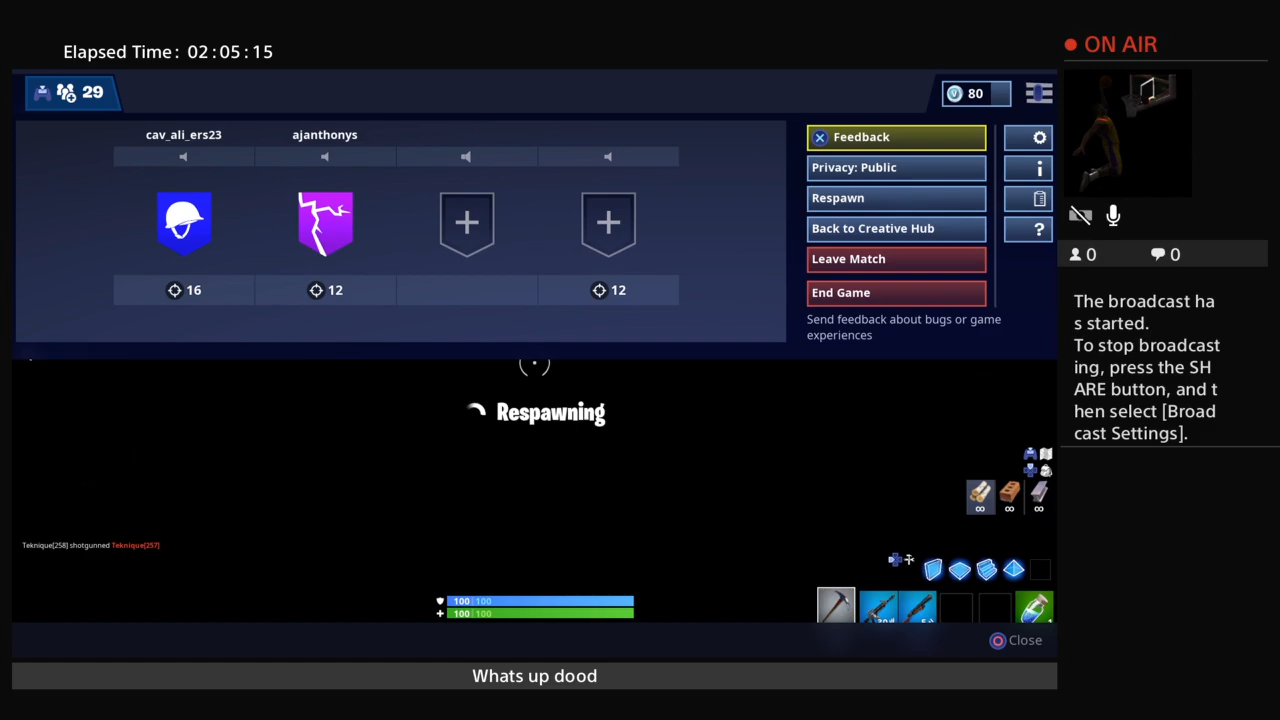 Elapsed Time: 02:05:15
ON AIR
29
80
cav_ali_ers23
ajanthonys
16
12
12
Feedback
Privacy: Public
Respawn
Back to Creative Hub
Leave Match
End Game
Send feedback about bugs or game
experiences
i
?
0
0
The broadcast ha
s started.
To stop broadcast
ing, press the SH
ARE button, and t
hen select [Broad
cast Settings].
Respawning
∞
∞
∞
Teknique[258] shotgunned Teknique[257]
100 | 100
100 | 100
Close
Whats up dood